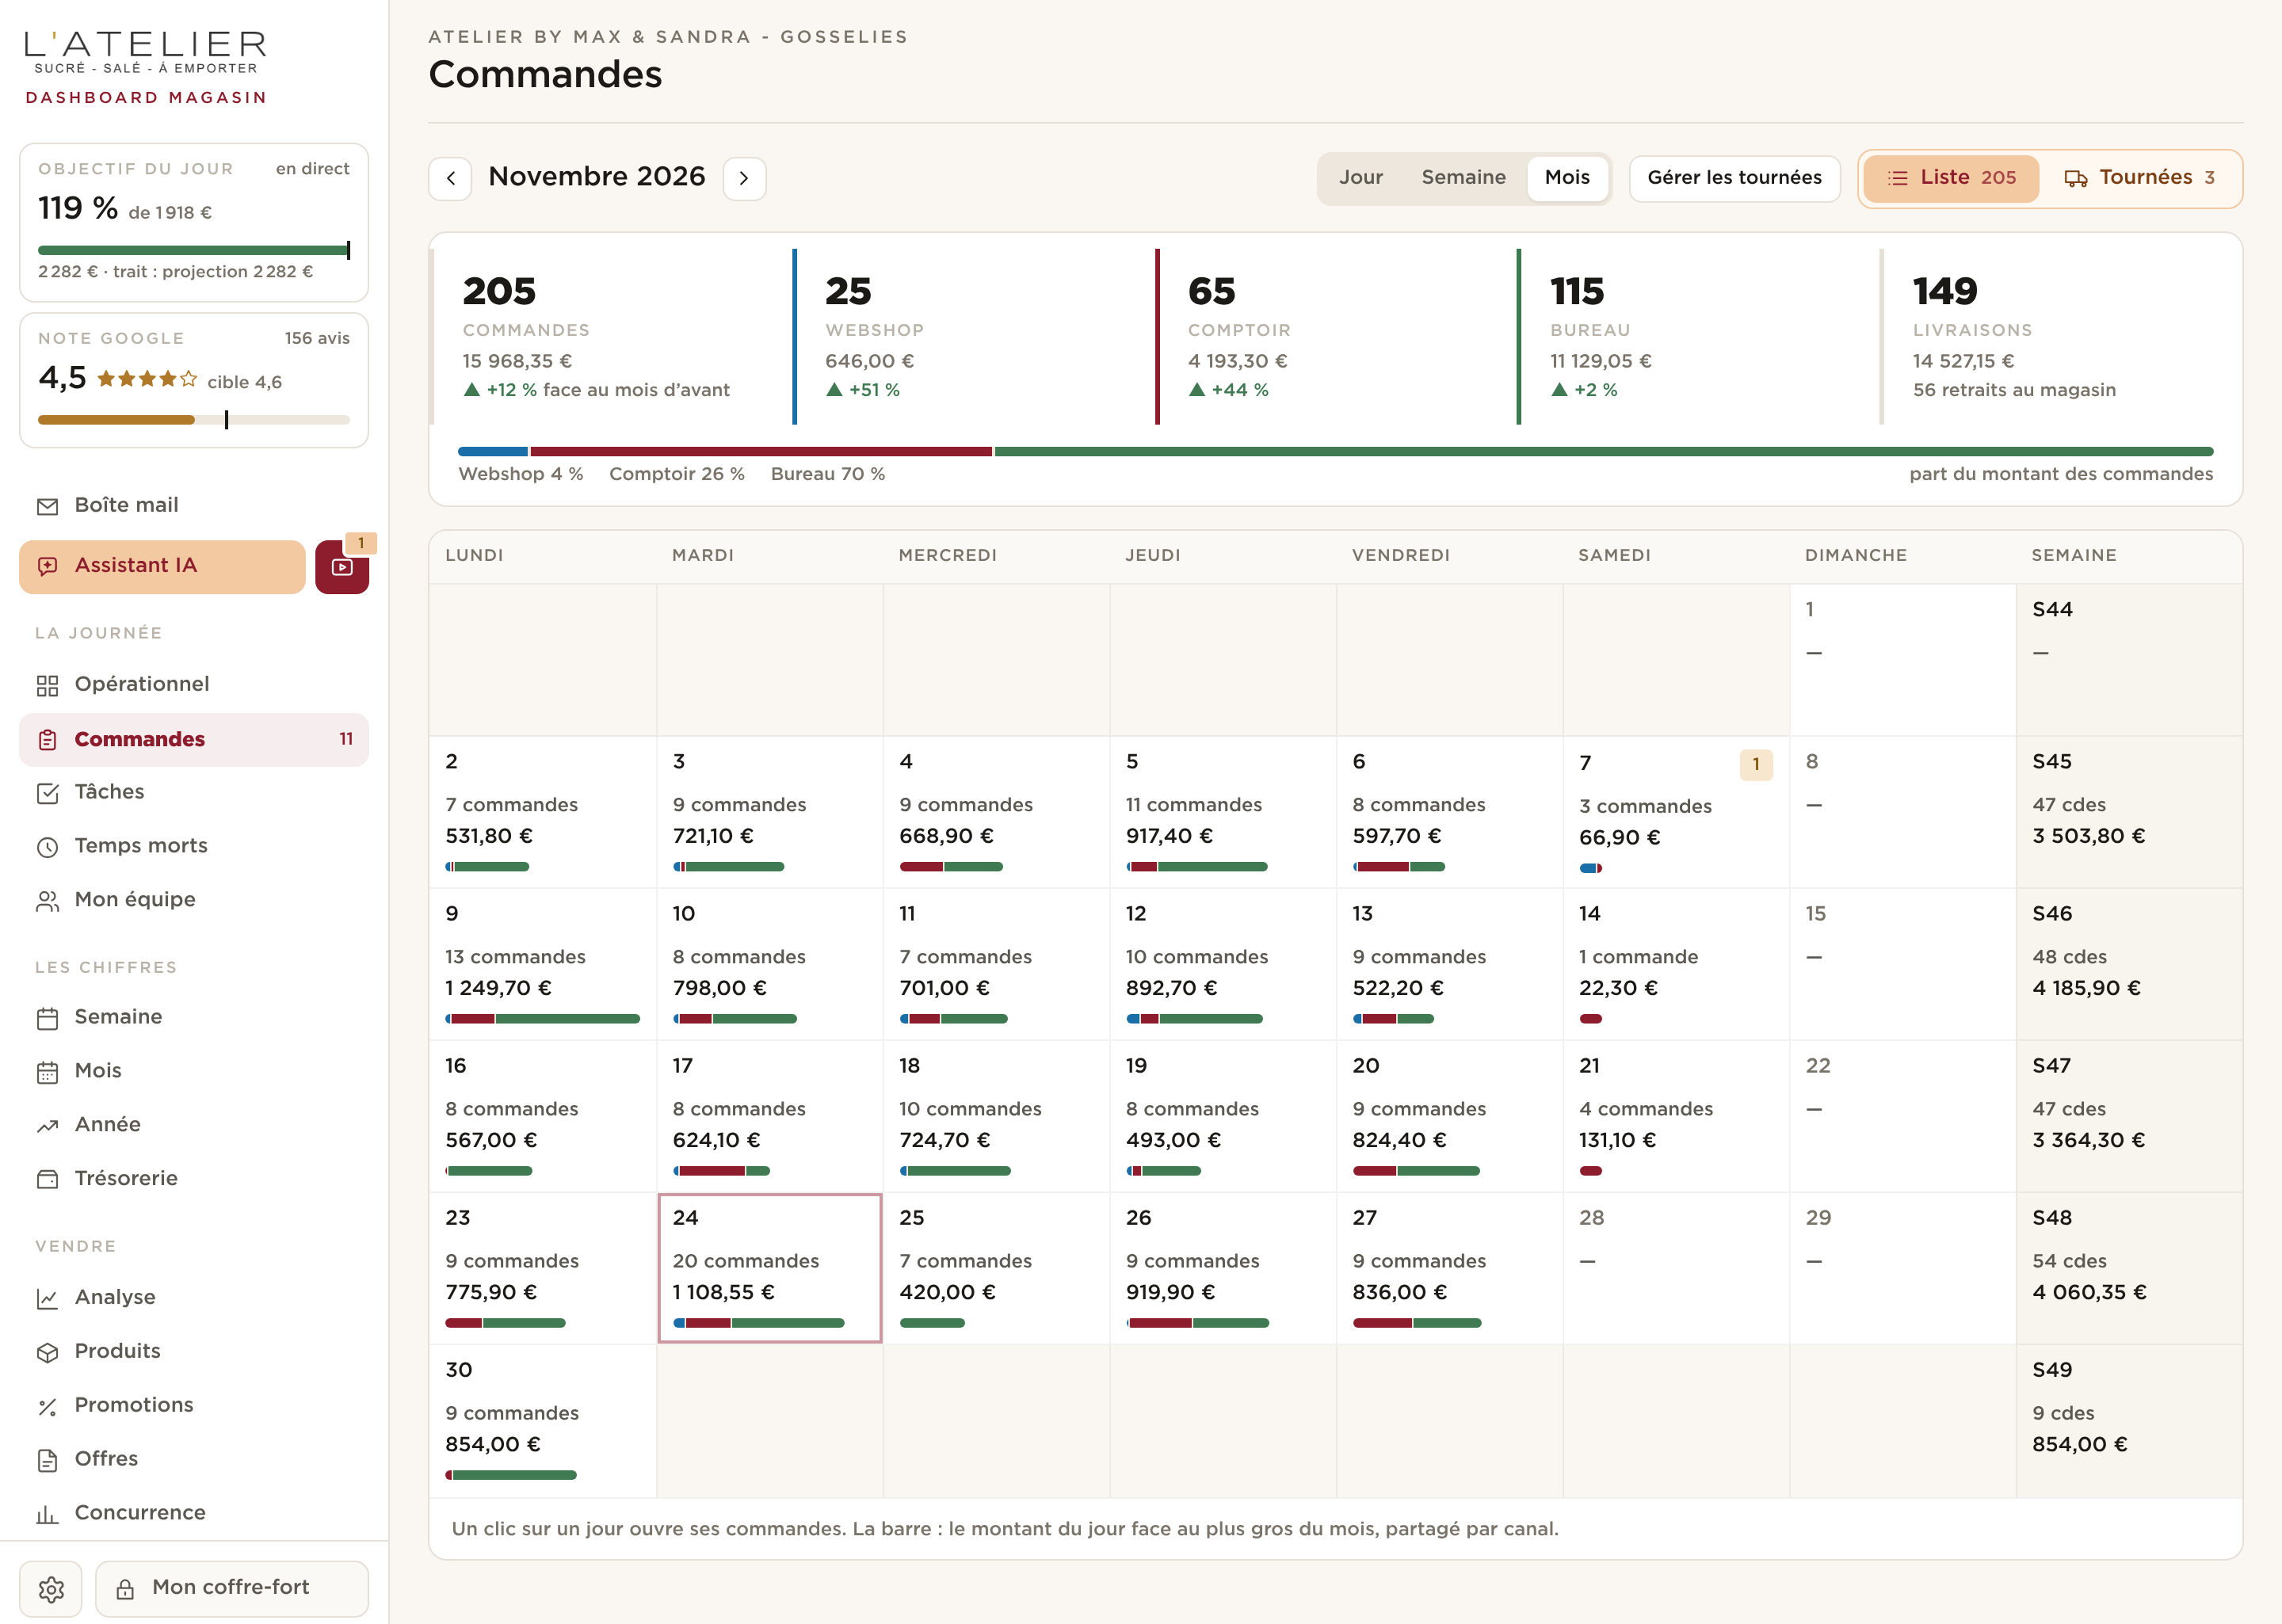 L'ATELIER
SUCRÉ - SALÉ - À EMPORTER
DASHBOARD MAGASIN
OBJECTIF DU JOUR en direct
119 % de 1 918 €
2 282 € · trait : projection 2 282 €
NOTE GOOGLE 156 avis
4,5 cible 4,6
Boîte mail
Assistant IA 1
LA JOURNÉE
Opérationnel
Commandes 11
Tâches
Temps morts
Mon équipe
LES CHIFFRES
Semaine
Mois
Année
Trésorerie
VENDRE
Analyse
Produits
Promotions
Offres
Concurrence
Mon coffre-fort
ATELIER BY MAX & SANDRA - GOSSELIES
Commandes
Novembre 2026
Jour Semaine Mois Gérer les tournées Liste 205 Tournées 3
205
COMMANDES
15 968,35 €
▲ +12 % face au mois d’avant
25
WEBSHOP
646,00 €
▲ +51 %
65
COMPTOIR
4 193,30 €
▲ +44 %
115
BUREAU
11 129,05 €
▲ +2 %
149
LIVRAISONS
14 527,15 €
56 retraits au magasin
Webshop 4 % Comptoir 26 % Bureau 70 % part du montant des commandes
LUNDI MARDI MERCREDI JEUDI VENDREDI SAMEDI DIMANCHE SEMAINE
1 S44
— —
2 3 4 5 6 7 1 8 S45
7 commandes 9 commandes 9 commandes 11 commandes 8 commandes 3 commandes — 47 cdes
531,80 € 721,10 € 668,90 € 917,40 € 597,70 € 66,90 € 3 503,80 €
9 10 11 12 13 14 15 S46
13 commandes 8 commandes 7 commandes 10 commandes 9 commandes 1 commande — 48 cdes
1 249,70 € 798,00 € 701,00 € 892,70 € 522,20 € 22,30 € 4 185,90 €
16 17 18 19 20 21 22 S47
8 commandes 8 commandes 10 commandes 8 commandes 9 commandes 4 commandes — 47 cdes
567,00 € 624,10 € 724,70 € 493,00 € 824,40 € 131,10 € 3 364,30 €
23 24 25 26 27 28 29 S48
9 commandes 20 commandes 7 commandes 9 commandes 9 commandes — — 54 cdes
775,90 € 1 108,55 € 420,00 € 919,90 € 836,00 € 4 060,35 €
30 S49
9 commandes 9 cdes
854,00 € 854,00 €
Un clic sur un jour ouvre ses commandes. La barre : le montant du jour face au plus gros du mois, partagé par canal.